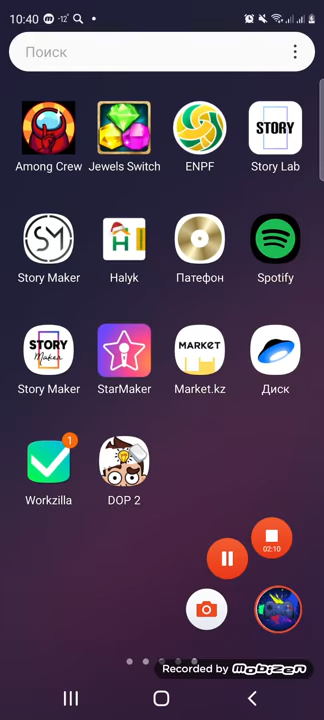 10:40 -12°
Поиск
STORY
Among Crew Jewels Switch ENPF Story Lab
SM H
Story Maker Halyk Патефон Spotify
STORY Maker MARKET
Story Maker StarMaker Market.kz Диск
1
Workzilla DOP 2
02:10
Recorded by MOBIZEN